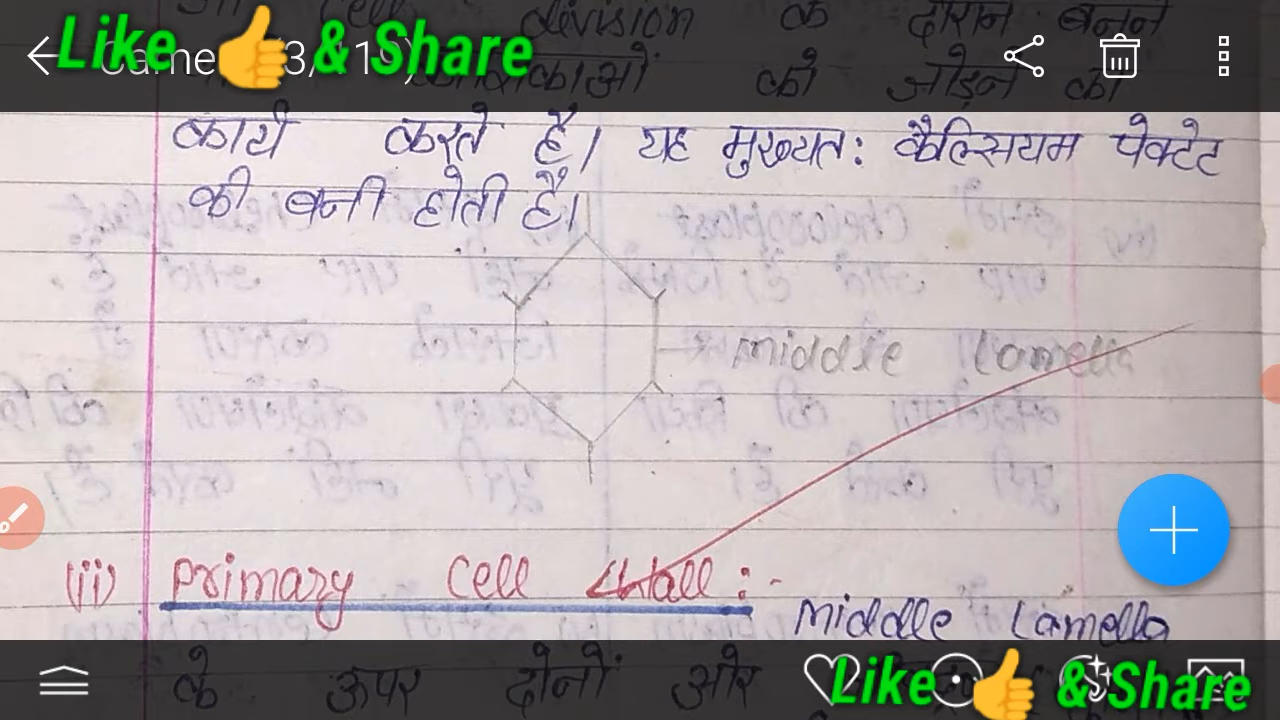 Cell division के दौरान बनने
Like 👍 & Share
को जोड़ने का
कार्य करते है। यह मुख्यत: कैल्सियम पेक्टेट
की बनी होती है।
middle Lamella
(ii) Primary Cell Wall :-
Middle Lamella
के ऊपर दोनों ओर
Like 👍 & Share